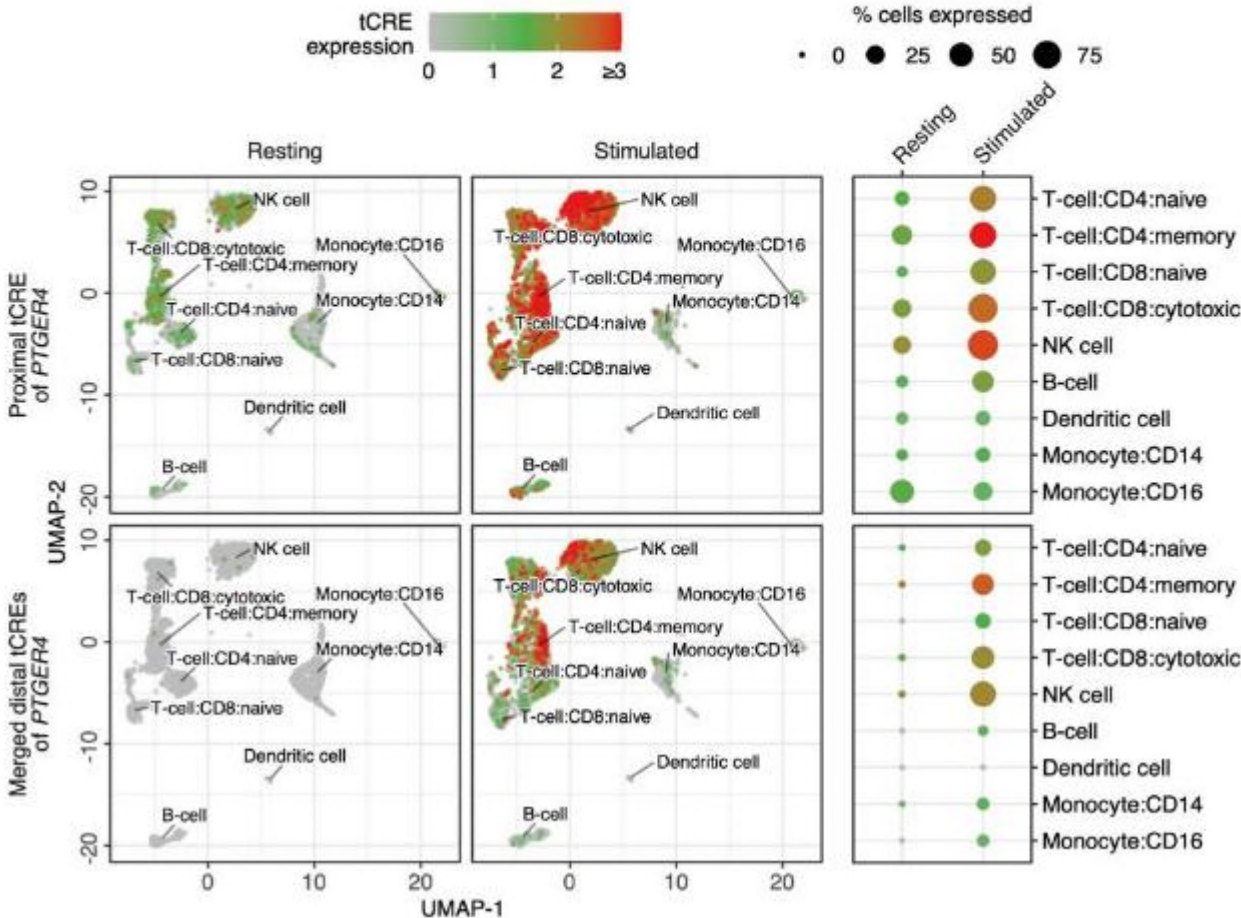 tCRE
expression
0 1 2 ≥3
% cells expressed
0 25 50 75
Resting
Stimulated
Resting
Stimulated
Proximal tCRE
of PTGER4
10
0
-10
-20
NK cell
T-cell:CD8:cytotoxic
Monocyte:CD16
T-cell:CD4:memory
Monocyte:CD14
T-cell:CD4:naive
T-cell:CD8:naive
Dendritic cell
B-cell
NK cell
T-cell:CD8:cytotoxic
Monocyte:CD16
T-cell:CD4:memory
Monocyte:CD14
T-cell:CD4:naive
T-cell:CD8:naive
Dendritic cell
B-cell
T-cell:CD4:naive
T-cell:CD4:memory
T-cell:CD8:naive
T-cell:CD8:cytotoxic
NK cell
B-cell
Dendritic cell
Monocyte:CD14
Monocyte:CD16
UMAP-2
Merged distal tCREs
of PTGER4
10
0
-10
-20
NK cell
T-cell:CD8:cytotoxic
Monocyte:CD16
T-cell:CD4:memory
T-cell:CD4:naive
Monocyte:CD14
T-cell:CD8:naive
Dendritic cell
B-cell
NK cell
T-cell:CD8:cytotoxic
Monocyte:CD16
T-cell:CD4:memory
Monocyte:CD14
T-cell:CD4:naive
T-cell:CD8:naive
Dendritic cell
B-cell
T-cell:CD4:naive
T-cell:CD4:memory
T-cell:CD8:naive
T-cell:CD8:cytotoxic
NK cell
B-cell
Dendritic cell
Monocyte:CD14
Monocyte:CD16
0 10 20
0 10 20
UMAP-1